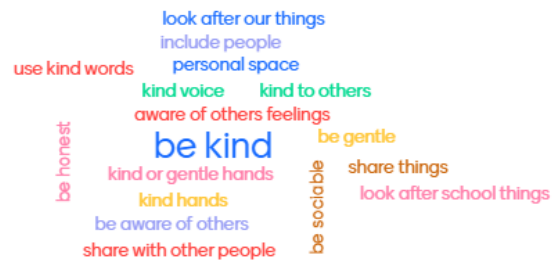 look after our things
include people
use kind words
personal space
kind voice
kind to others
aware of others feelings
be kind
be gentle
be honest
kind or gentle hands
share things
kind hands
be sociable
look after school things
be aware of others
share with other people